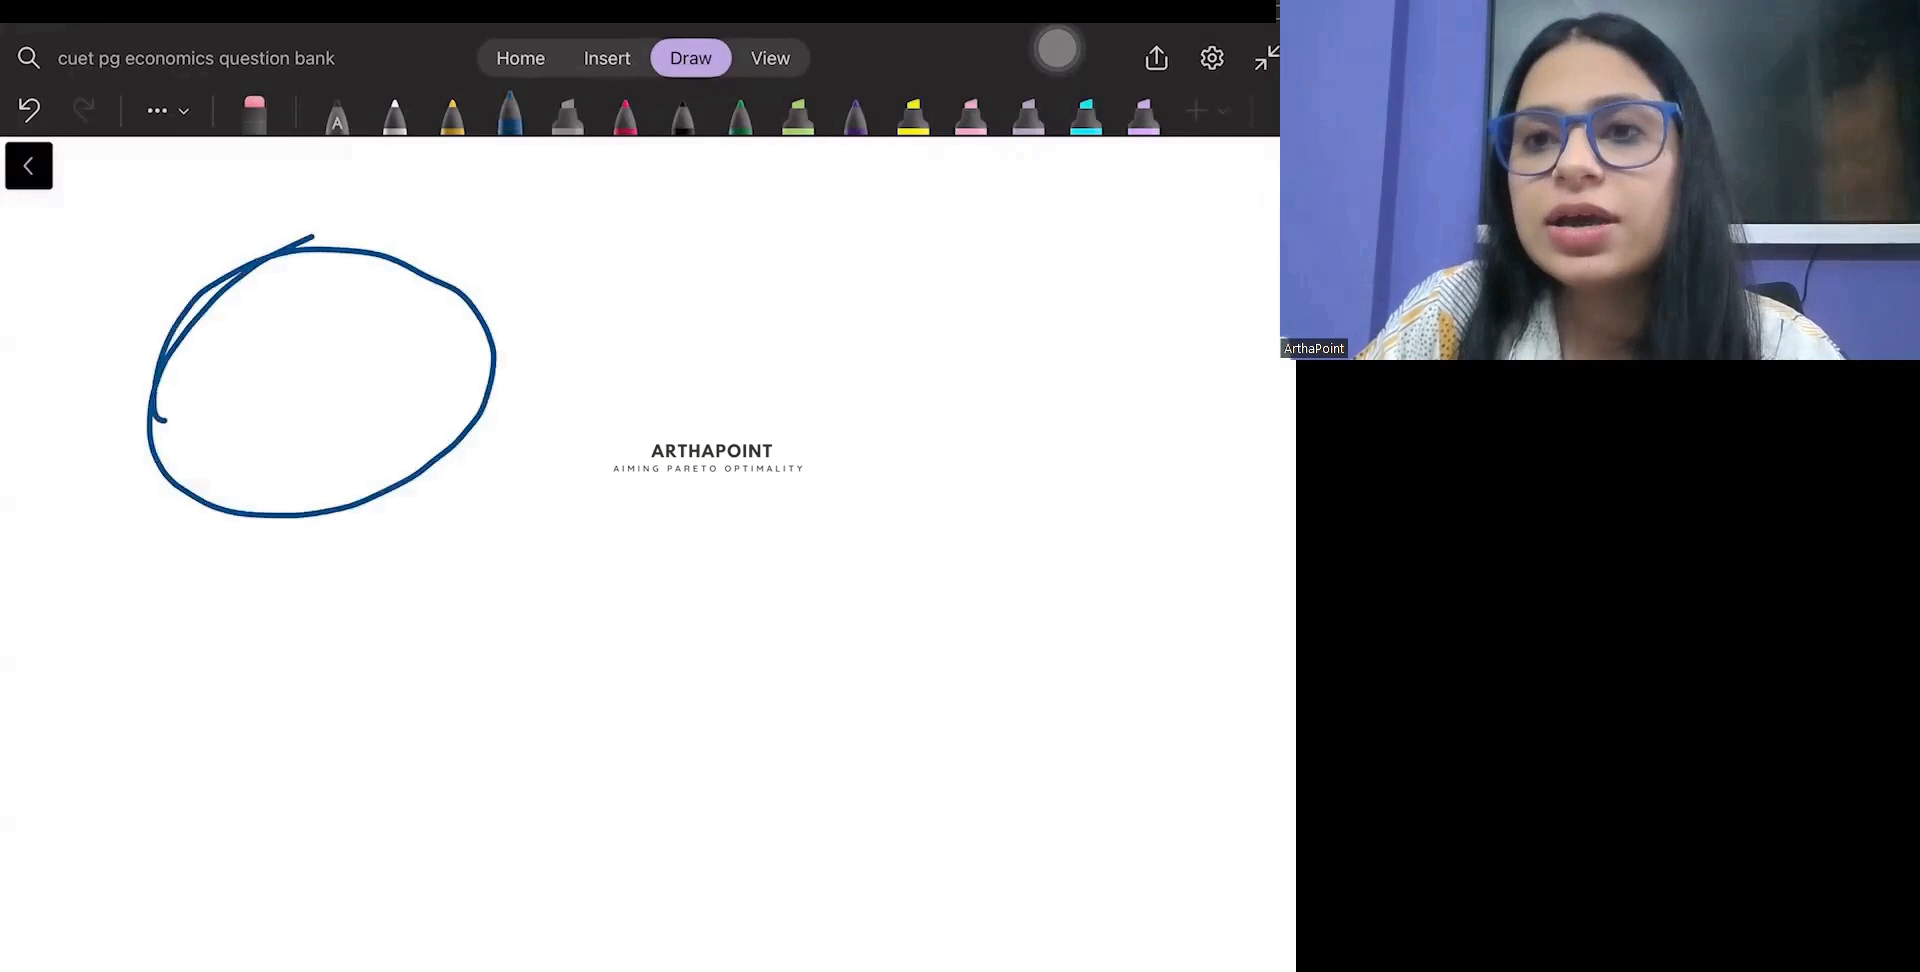 cuet pg economics question bank
Home Insert Draw View
A
ArthaPoint
ARTHAPOINT
AIMING PARETO OPTIMALITY